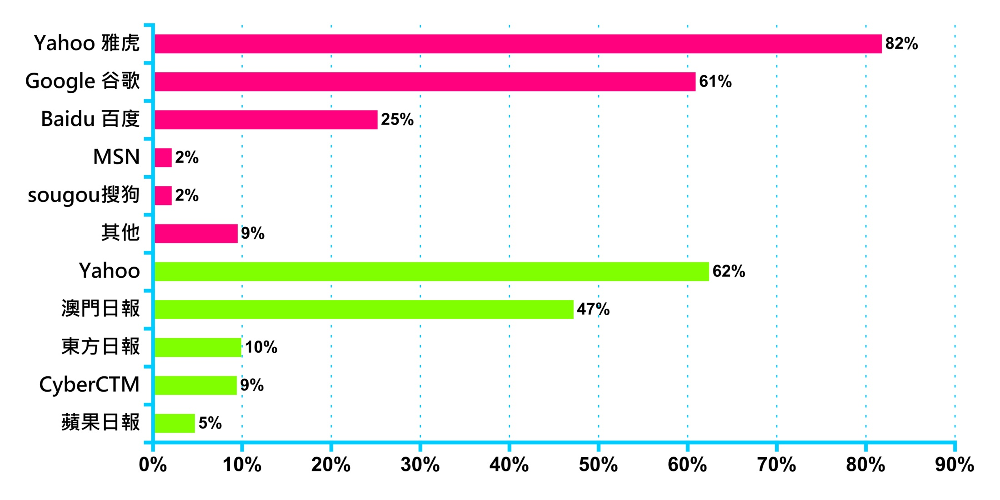 Yahoo 雅虎 82%
Google 谷歌 61%
Baidu 百度 25%
MSN 2%
sougou搜狗 2%
其他 9%
Yahoo 62%
澳門日報 47%
東方日報 10%
CyberCTM 9%
蘋果日報 5%
0% 10% 20% 30% 40% 50% 60% 70% 80% 90%